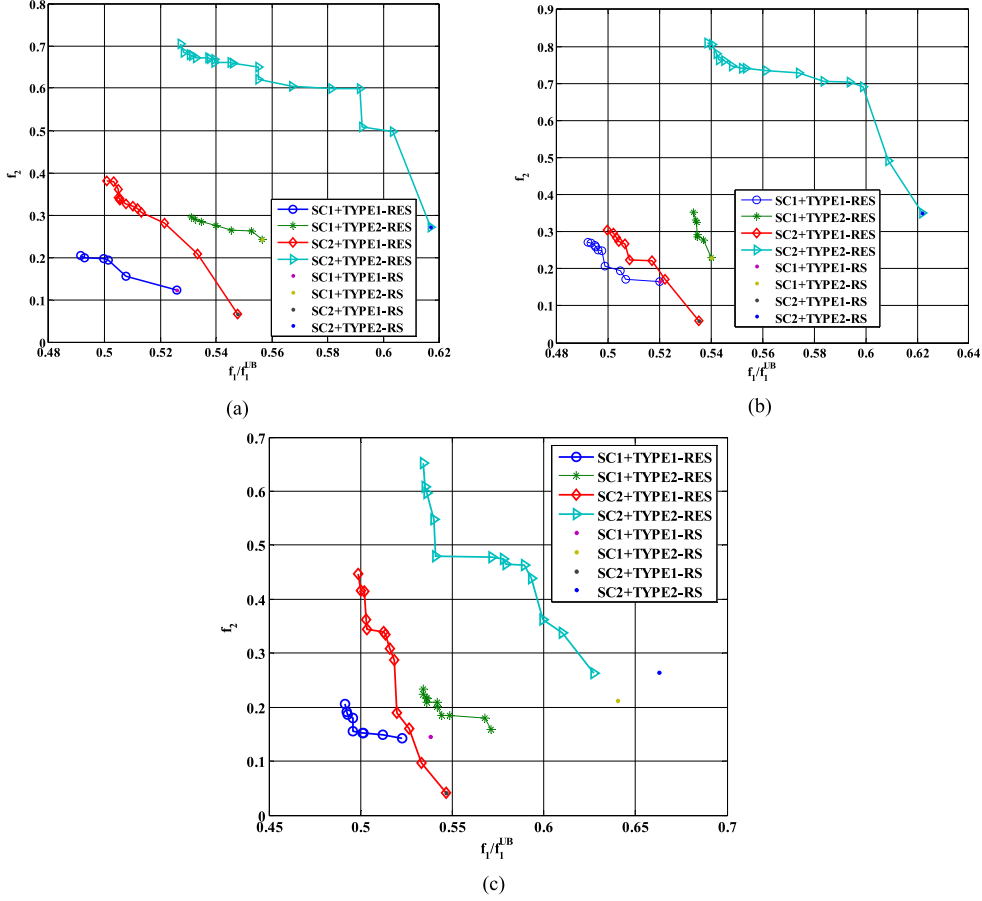 0.8
0.7
0.6
0.5
0.4
0.3
0.2
0.1
0
f₂
0.48
0.5
0.52
0.54
0.56
0.58
0.6
0.62
f₁/f₁^UB
SC1+TYPE1-RES
SC1+TYPE2-RES
SC2+TYPE1-RES
SC2+TYPE2-RES
SC1+TYPE1-RS
SC1+TYPE2-RS
SC2+TYPE1-RS
SC2+TYPE2-RS
(a)
0.9
0.8
0.7
0.6
0.5
0.4
0.3
0.2
0.1
0
f₂
0.48
0.5
0.52
0.54
0.56
0.58
0.6
0.62
0.64
f₁/f₁^UB
SC1+TYPE1-RES
SC1+TYPE2-RES
SC2+TYPE1-RES
SC2+TYPE2-RES
SC1+TYPE1-RS
SC1+TYPE2-RS
SC2+TYPE1-RS
SC2+TYPE2-RS
(b)
0.7
0.6
0.5
0.4
0.3
0.2
0.1
0
f₂
0.45
0.5
0.55
0.6
0.65
0.7
f₁/f₁^UB
SC1+TYPE1-RES
SC1+TYPE2-RES
SC2+TYPE1-RES
SC2+TYPE2-RES
SC1+TYPE1-RS
SC1+TYPE2-RS
SC2+TYPE1-RS
SC2+TYPE2-RS
(c)